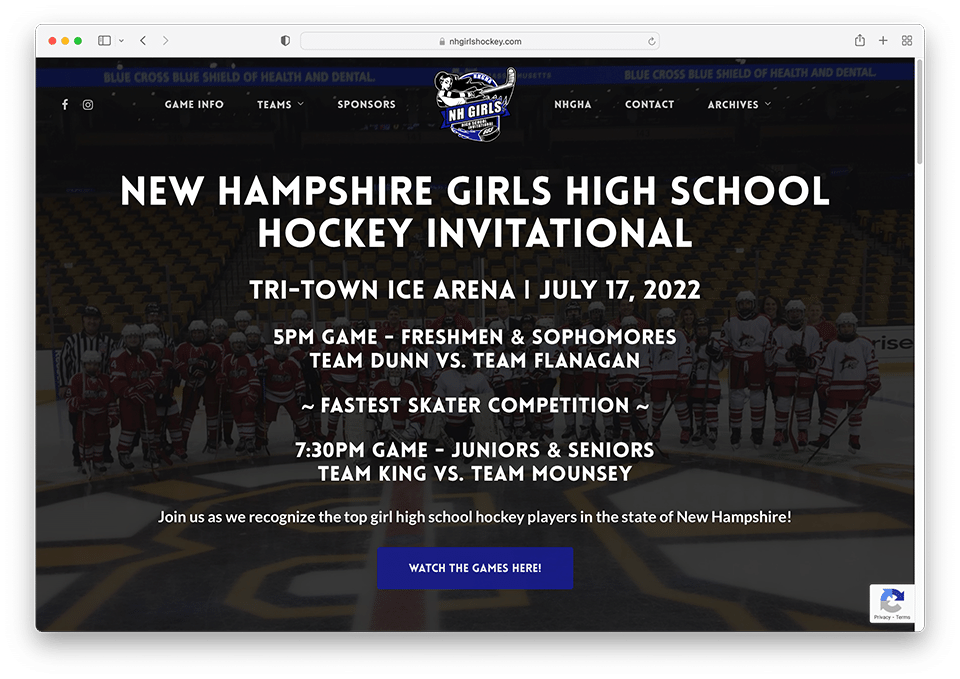 nhgirlshockey.com
BLUE CROSS BLUE SHIELD OF HEALTH AND DENTAL.
BLUE CROSS BLUE SHIELD OF HEALTH AND DENTAL.
GAME INFO
TEAMS
SPONSORS
NH GIRLS
HIGH SCHOOL
INVITATIONAL
NHGHA
CONTACT
ARCHIVES
NEW HAMPSHIRE GIRLS HIGH SCHOOL
HOCKEY INVITATIONAL
TRI-TOWN ICE ARENA | JULY 17, 2022
5PM GAME - FRESHMEN & SOPHOMORES
TEAM DUNN VS. TEAM FLANAGAN
~ FASTEST SKATER COMPETITION ~
7:30PM GAME - JUNIORS & SENIORS
TEAM KING VS. TEAM MOUNSEY
Join us as we recognize the top girl high school hockey players in the state of New Hampshire!
WATCH THE GAMES HERE!
Privacy - Terms